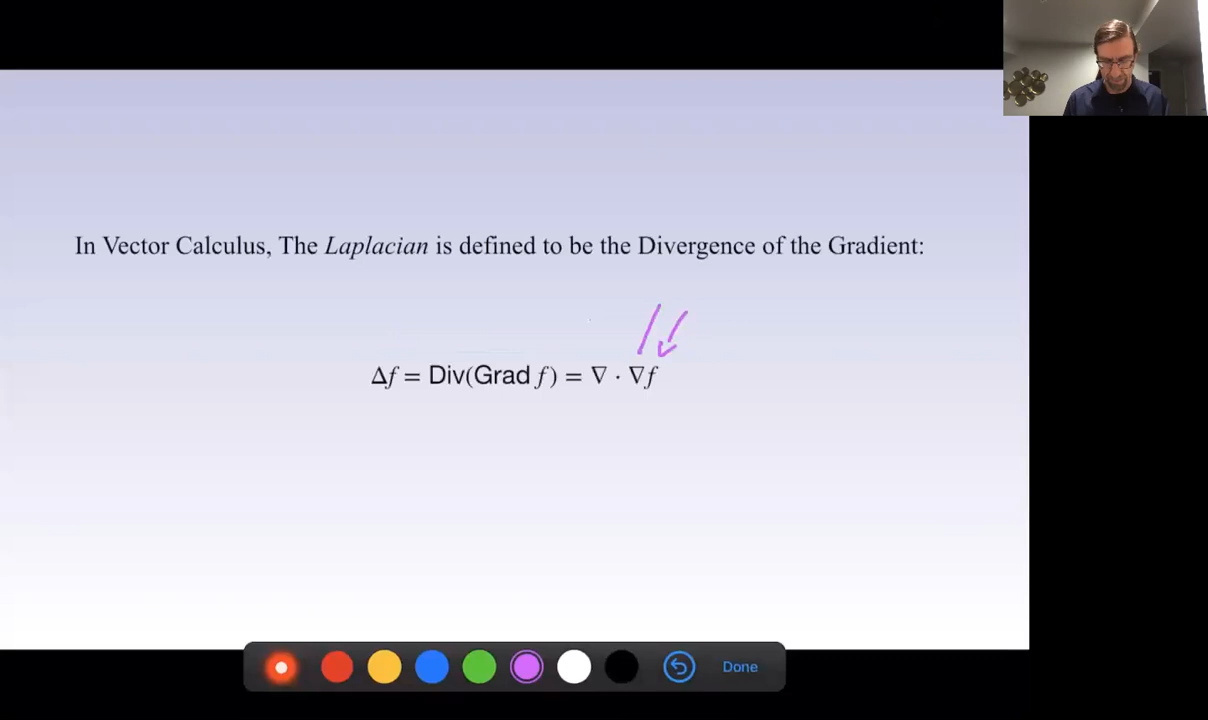 In Vector Calculus, The Laplacian is defined to be the Divergence of the Gradient:
Δf = Div(Grad f) = ∇ · ∇f
Done